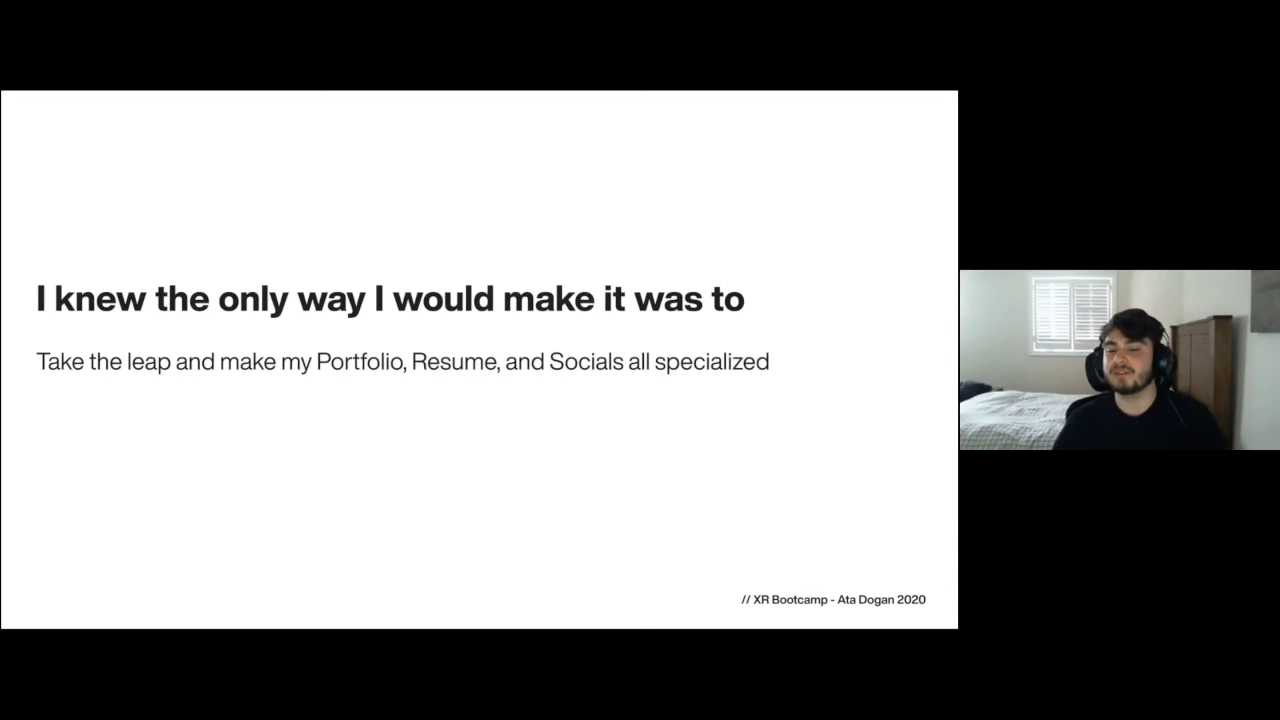 I knew the only way I would make it was to
Take the leap and make my Portfolio, Resume, and Socials all specialized
// XR Bootcamp - Ata Dogan 2020